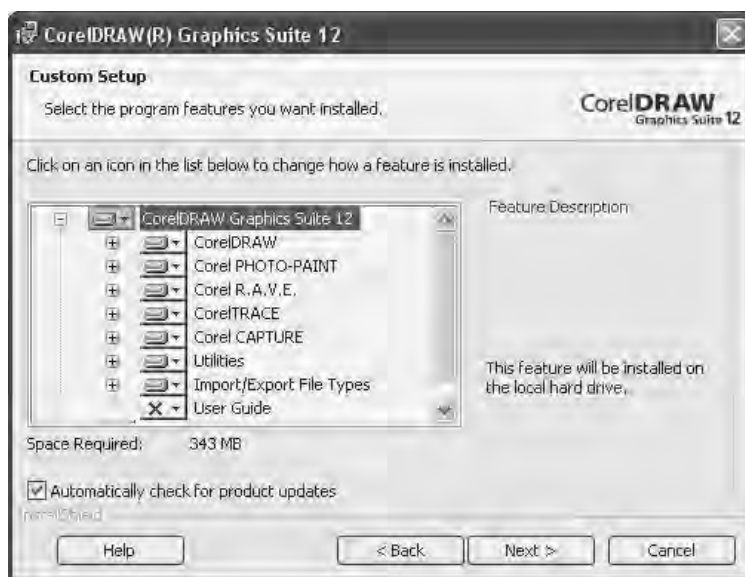 CorelDRAW(R) Graphics Suite 12
Custom Setup
Select the program features you want installed.
CorelDRAW
Graphics Suite 12
Click on an icon in the list below to change how a feature is installed.
CorelDRAW Graphics Suite 12
CorelDRAW
Corel PHOTO-PAINT
Corel R.A.V.E.
CorelTRACE
Corel CAPTURE
Utilities
Import/Export File Types
User Guide
Feature Description
This feature will be installed on
the local hard drive.
Space Required: 343 MB
Automatically check for product updates
InstallShield
Help
< Back
Next >
Cancel